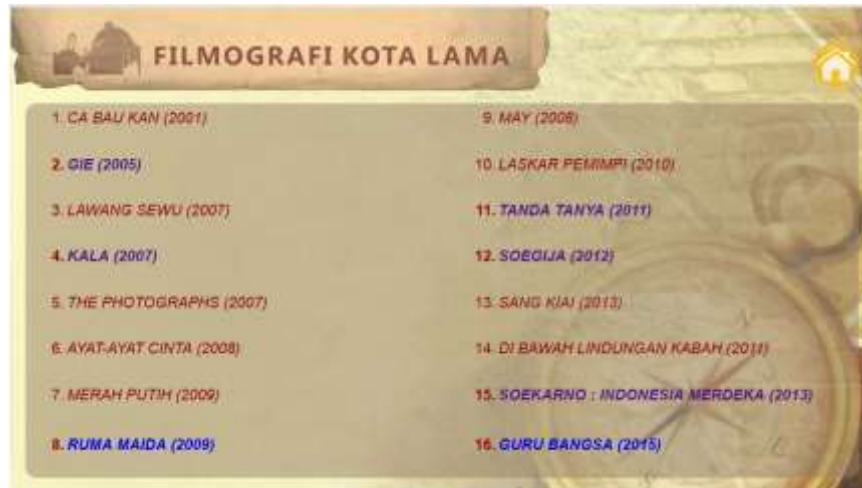 FILMOGRAFI KOTA LAMA
1. CA BAU KAN (2001)
2. GIE (2005)
3. LAWANG SEWU (2007)
4. KALA (2007)
5. THE PHOTOGRAPHS (2007)
6. AYAT-AYAT CINTA (2008)
7. MERAH PUTIH (2009)
8. RUMA MAIDA (2009)
9. MAY (2008)
10. LASKAR PEMIMPI (2010)
11. TANDA TANYA (2011)
12. SOEGIJA (2012)
13. SANG KIAI (2013)
14. DI BAWAH LINDUNGAN KABAH (2011)
15. SOEKARNO : INDONESIA MERDEKA (2013)
16. GURU BANGSA (2015)